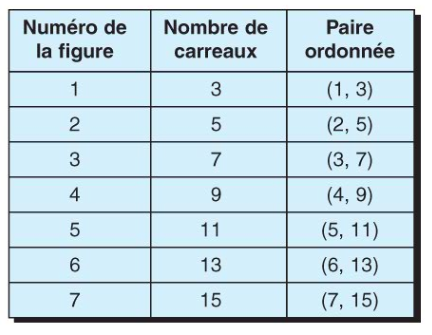 Numéro de la figure | Nombre de carreaux | Paire ordonnée
1 | 3 | (1, 3)
2 | 5 | (2, 5)
3 | 7 | (3, 7)
4 | 9 | (4, 9)
5 | 11 | (5, 11)
6 | 13 | (6, 13)
7 | 15 | (7, 15)